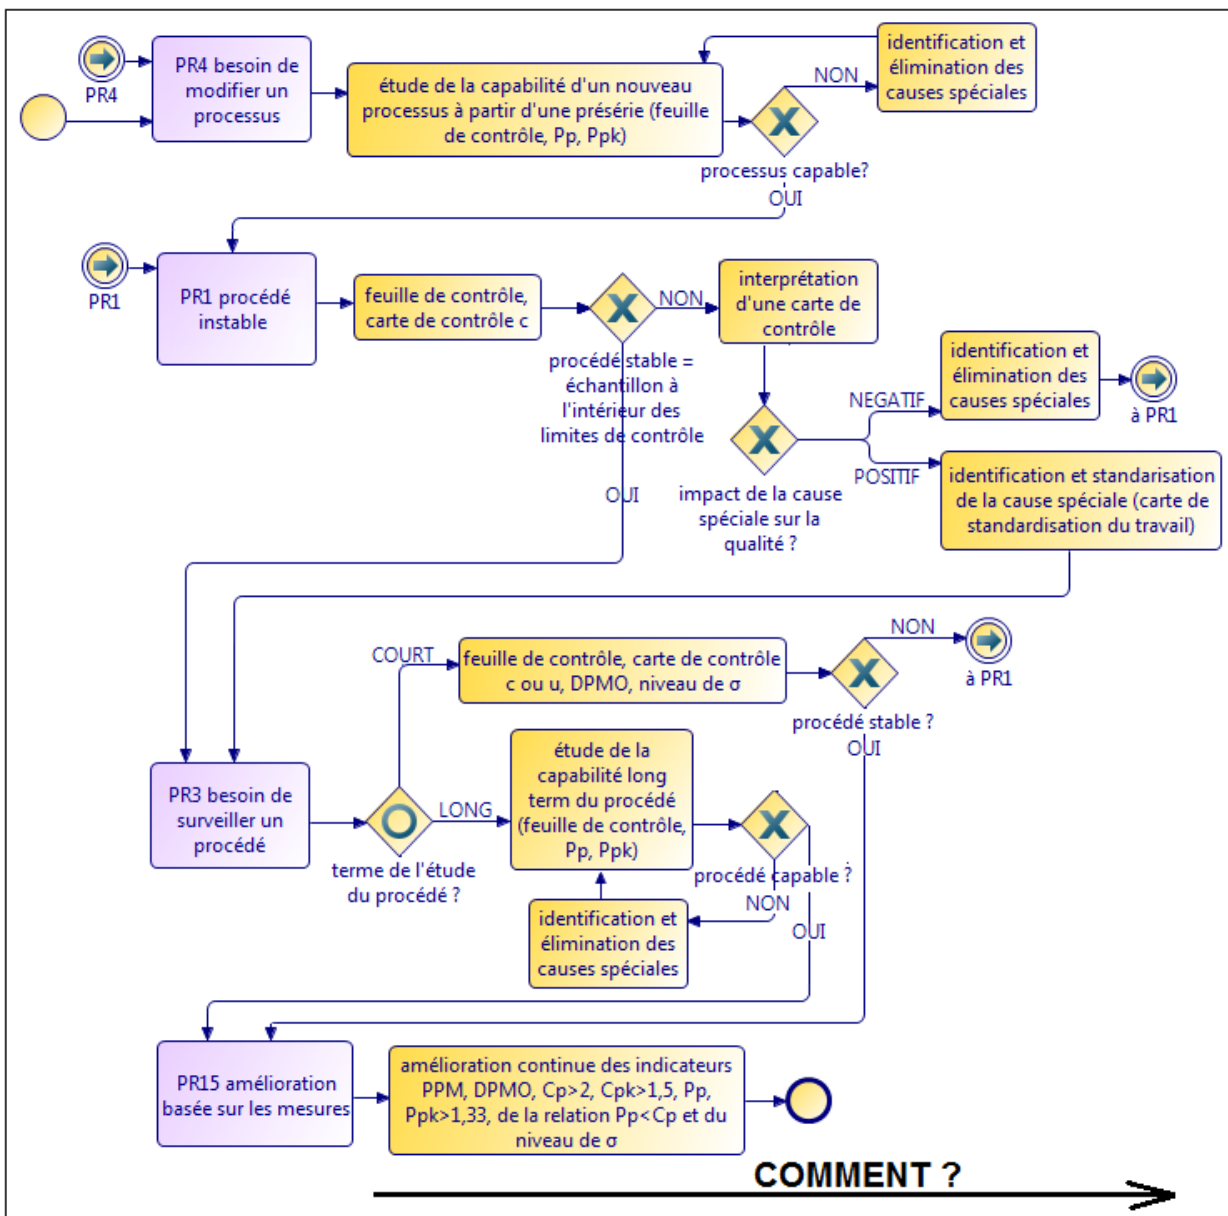 PR4
PR4 besoin de
modifier un
processus
étude de la capabilité d'un nouveau
processus à partir d'une présérie (feuille
de contrôle, Pp, Ppk)
NON
identification et
élimination des
causes spéciales
processus capable?
OUI
PR1
PR1 procédé
instable
feuille de contrôle,
carte de contrôle c
NON
procédé stable =
échantillon à
l'intérieur des
limites de contrôle
OUI
interprétation
d'une carte de
contrôle
impact de la cause
spéciale sur la
qualité ?
NEGATIF
identification et
élimination des
causes spéciales
à PR1
POSITIF
identification et standarisation
de la cause spéciale (carte de
standardisation du travail)
PR3 besoin de
surveiller un
procédé
terme de l'étude
du procédé ?
COURT
feuille de contrôle, carte de contrôle
c ou u, DPMO, niveau de σ
procédé stable ?
NON
à PR1
OUI
LONG
étude de la
capabilité long
term du procédé
(feuille de contrôle,
Pp, Ppk)
procédé capable ?
NON
OUI
identification et
élimination des
causes spéciales
PR15 amélioration
basée sur les mesures
amélioration continue des indicateurs
PPM, DPMO, Cp>2, Cpk>1,5, Pp,
Ppk>1,33, de la relation Pp<Cp et du
niveau de σ
COMMENT ?